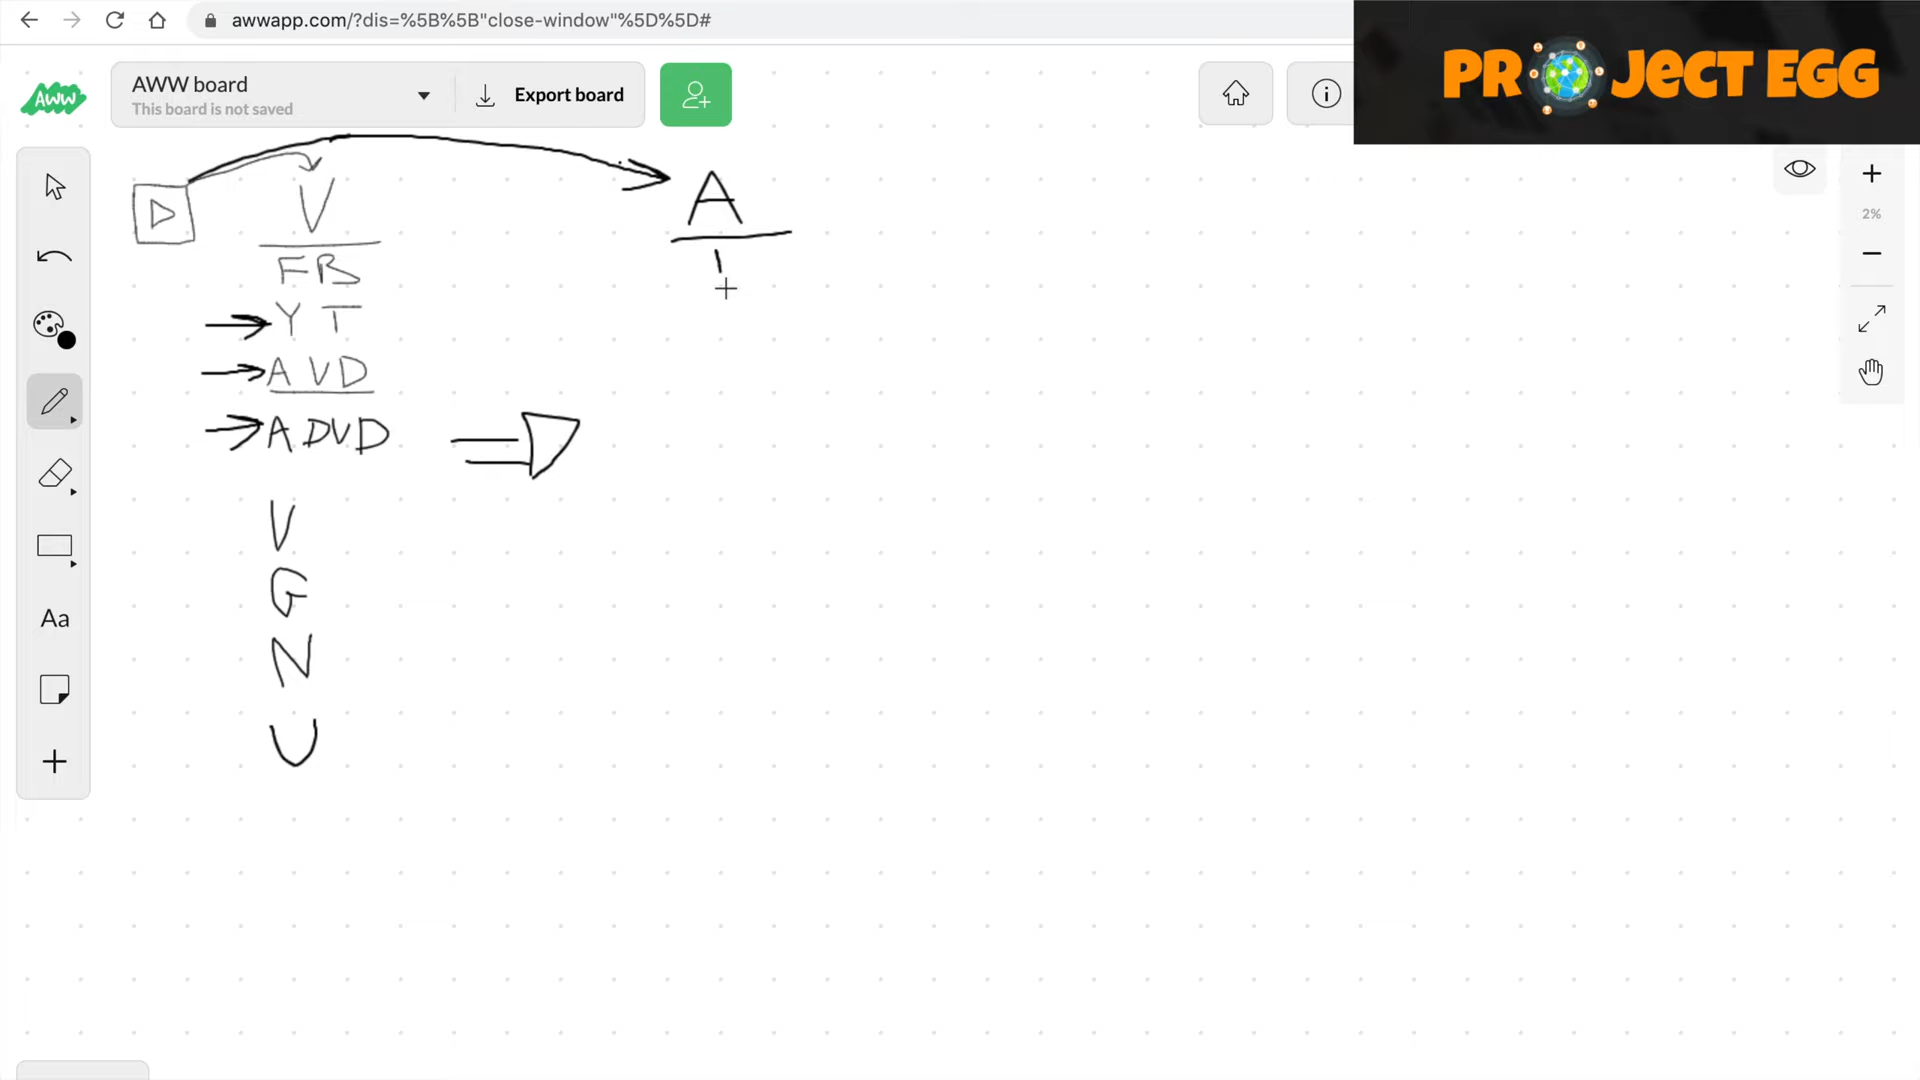 awwapp.com/?dis=%5B%5B"close-window"%5D%5D#
PROJECT EGG
AWW
AWW board
This board is not saved
Export board
2%
Aa
V
FB
YT
AVD
ADVD
V
G
N
U
A